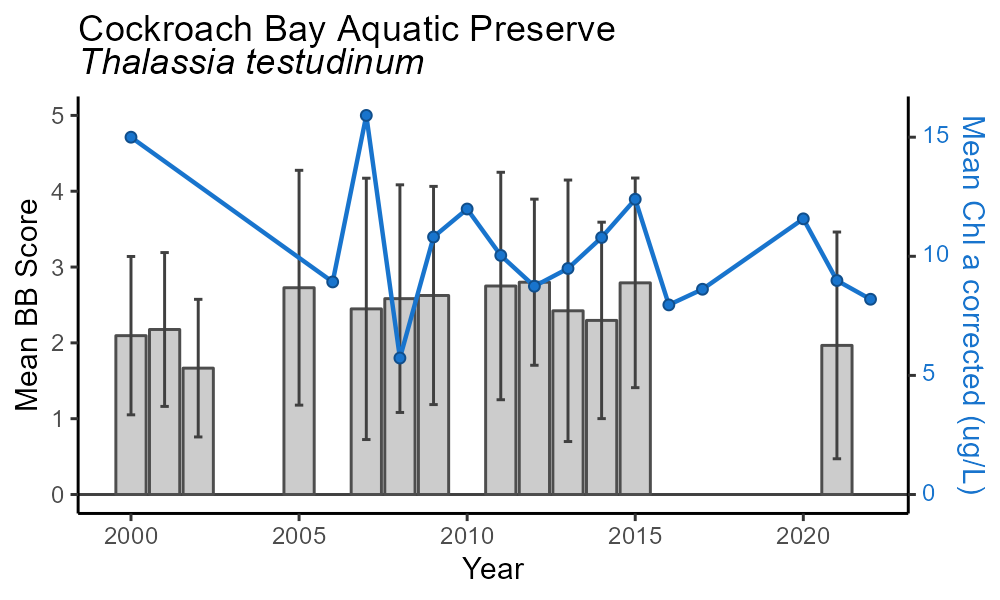 Cockroach Bay Aquatic Preserve
Thalassia testudinum
Mean BB Score
5
4
3
2
1
0
15
10
5
0
Mean Chl a corrected (ug/L)
2000 2005 2010 2015 2020
Year